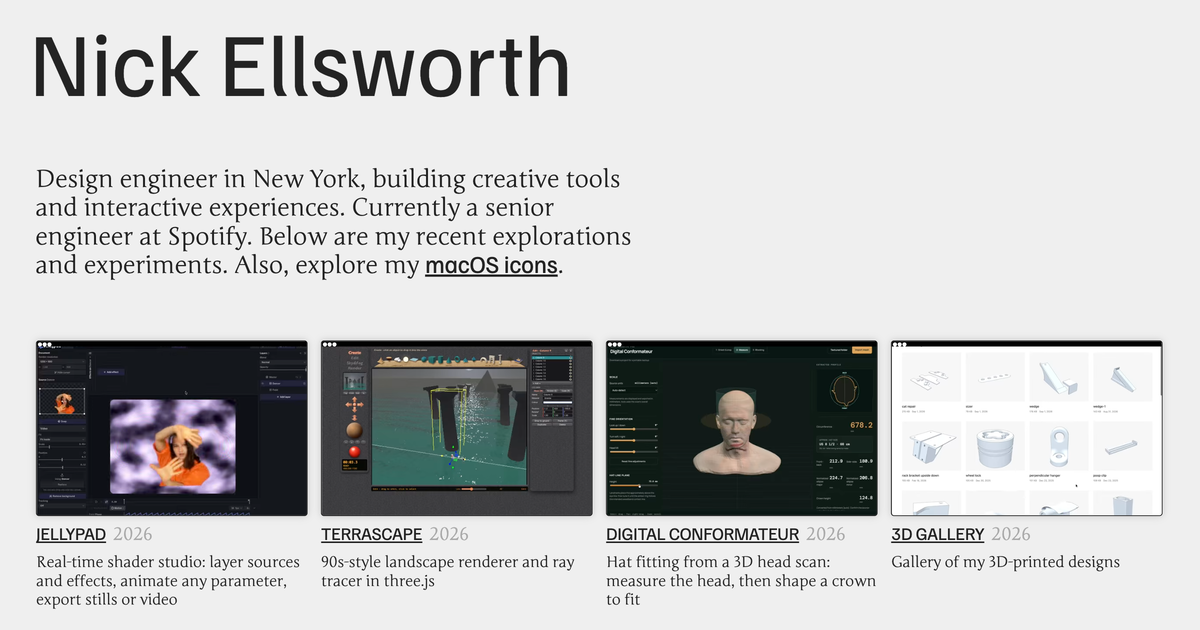 Nick Ellsworth
Design engineer in New York, building creative tools
and interactive experiences. Currently a senior
engineer at Spotify. Below are my recent explorations
and experiments. Also, explore my macOS icons.
Digital Conformateur
678.2
JELLYPAD 2026
Real-time shader studio: layer sources
and effects, animate any parameter,
export stills or video
TERRASCAPE 2026
90s-style landscape renderer and ray
tracer in three.js
DIGITAL CONFORMATEUR 2026
Hat fitting from a 3D head scan:
measure the head, then shape a crown
to fit
3D GALLERY 2026
Gallery of my 3D-printed designs